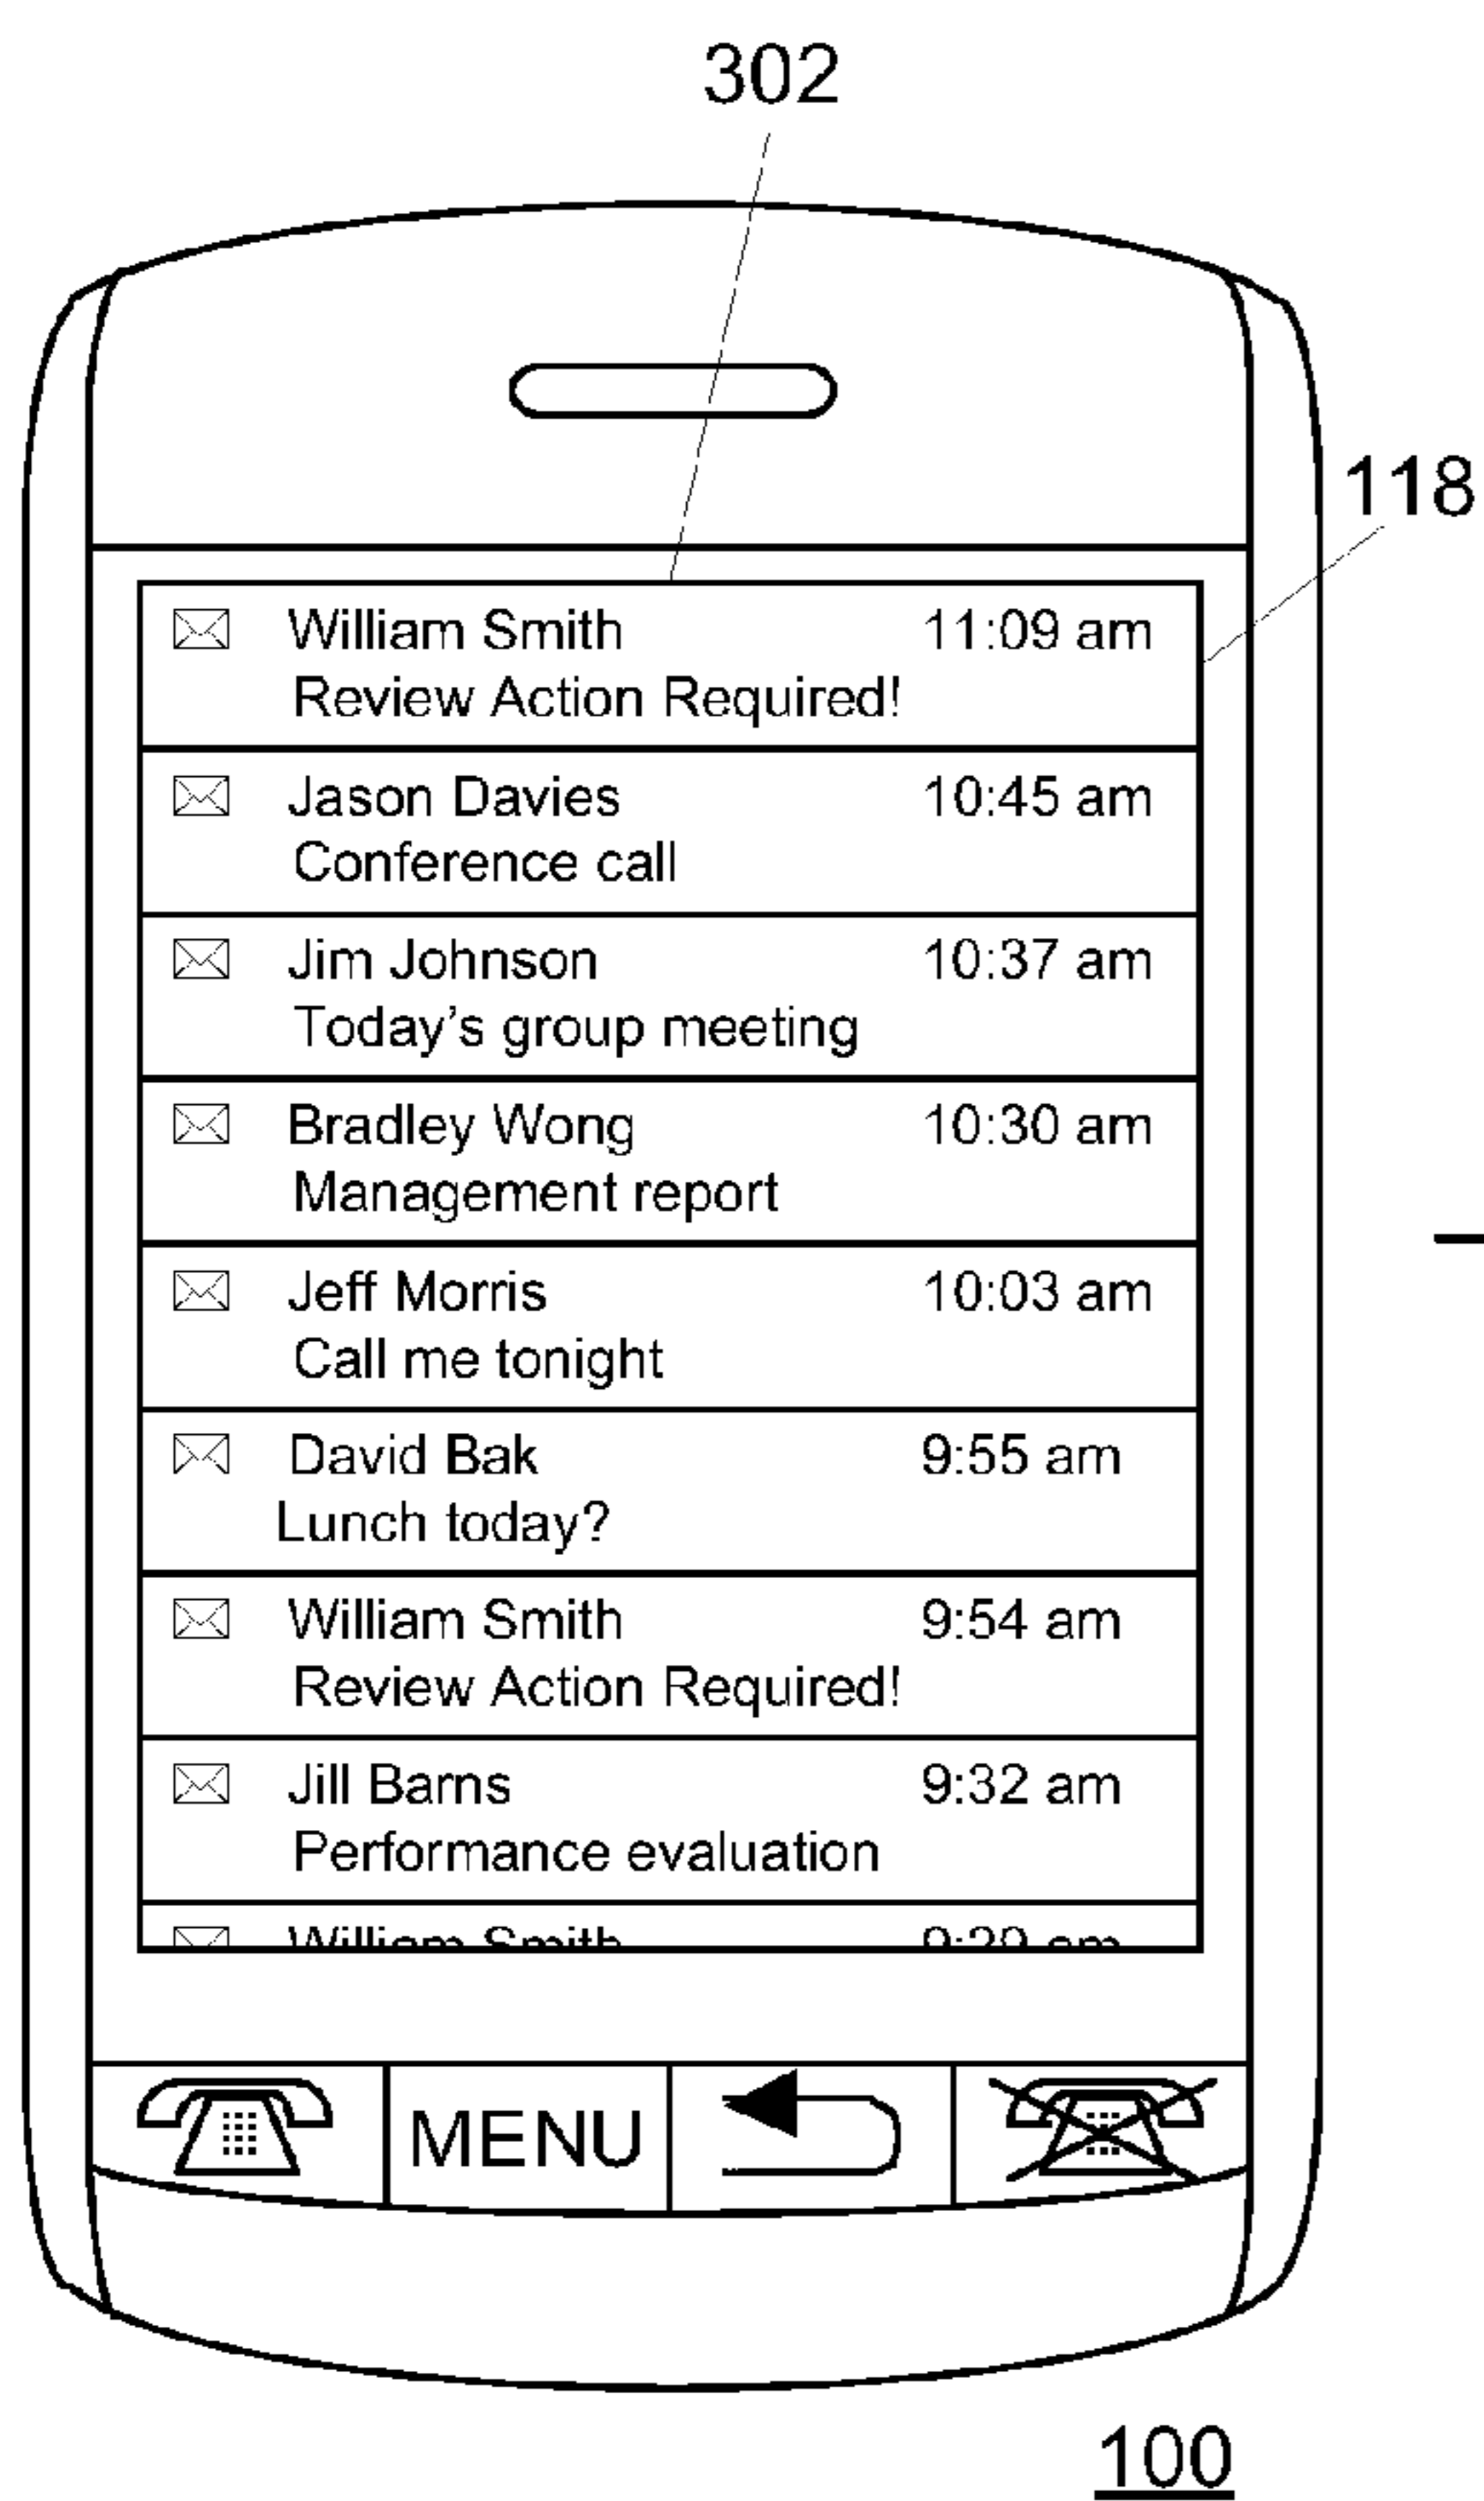 302
118
William Smith 11:09 am
Review Action Required!
Jason Davies 10:45 am
Conference call
Jim Johnson 10:37 am
Today's group meeting
Bradley Wong 10:30 am
Management report
Jeff Morris 10:03 am
Call me tonight
David Bak 9:55 am
Lunch today?
William Smith 9:54 am
Review Action Required!
Jill Barns 9:32 am
Performance evaluation
William Smith
MENU
100